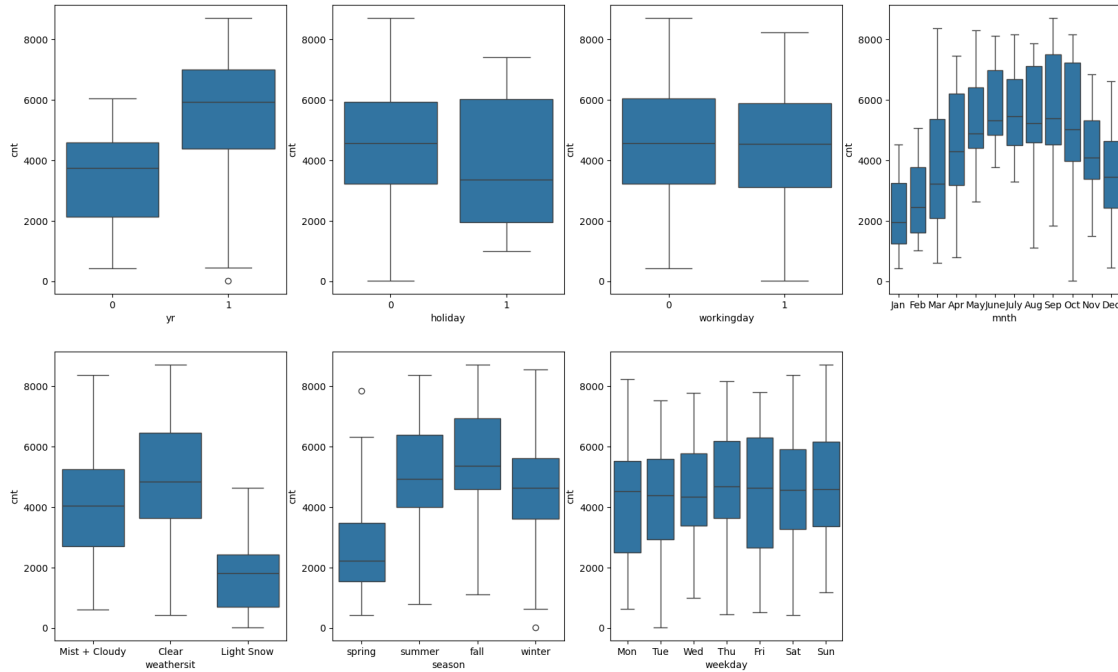 8000
6000
4000
2000
0
cnt
0 1
yr
8000
6000
4000
2000
0
cnt
0 1
holiday
8000
6000
4000
2000
0
cnt
0 1
workingday
8000
6000
4000
2000
0
cnt
Jan Feb Mar Apr May June July Aug Sep Oct Nov Dec
mnth
8000
6000
4000
2000
0
cnt
Mist + Cloudy Clear Light Snow
weathersit
8000
6000
4000
2000
0
cnt
spring summer fall winter
season
8000
6000
4000
2000
0
cnt
Mon Tue Wed Thu Fri Sat Sun
weekday